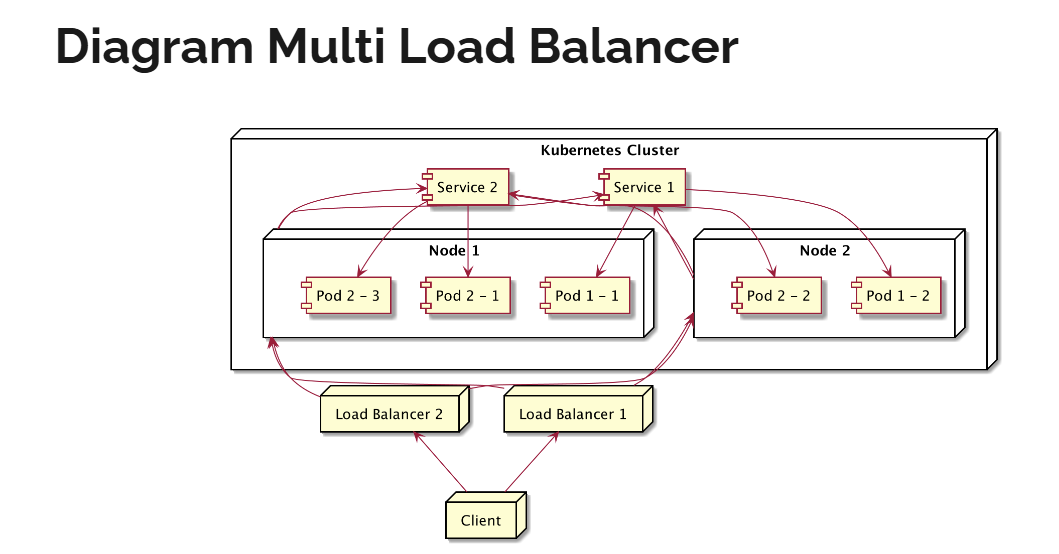 Diagram Multi Load Balancer
Kubernetes Cluster
Service 2
Service 1
Node 1
Node 2
Pod 2 - 3
Pod 2 - 1
Pod 1 - 1
Pod 2 - 2
Pod 1 - 2
Load Balancer 2
Load Balancer 1
Client